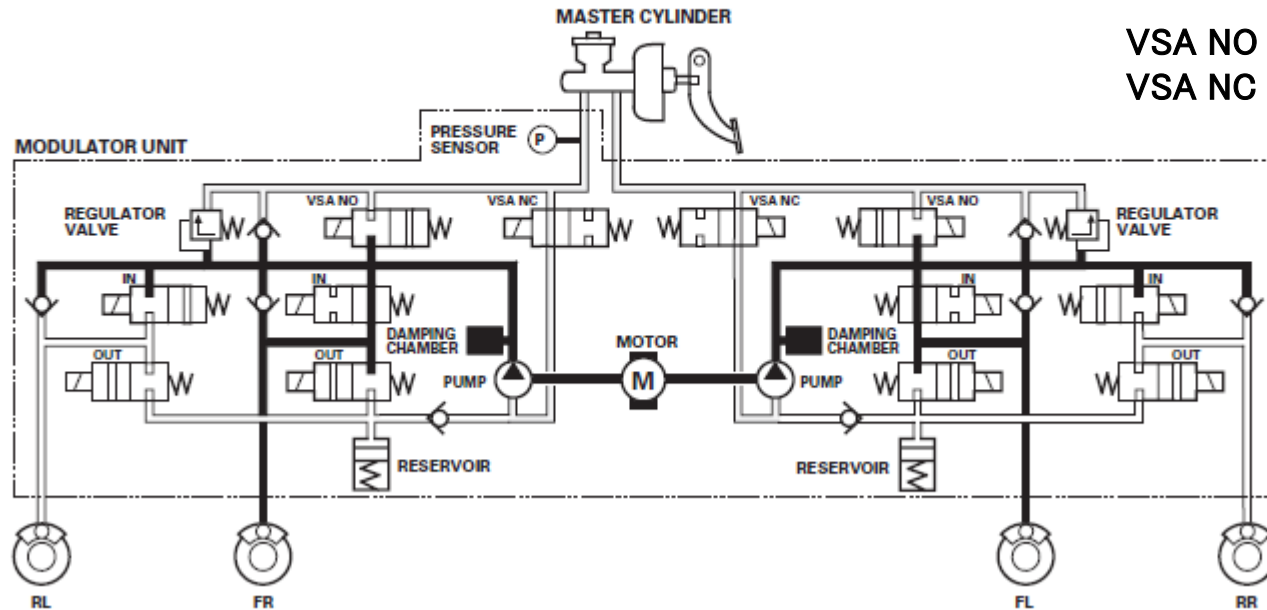 MASTER CYLINDER
VSA NO
VSA NC
PRESSURE
SENSOR
P
MODULATOR UNIT
REGULATOR
VALVE
VSA NO
VSA NC
VSA NC
VSA NO
REGULATOR
VALVE
IN
IN
IN
IN
DAMPING
CHAMBER
MOTOR
DAMPING
CHAMBER
OUT
OUT
OUT
OUT
PUMP
M
PUMP
RESERVOIR
RESERVOIR
RL
FR
FL
RR